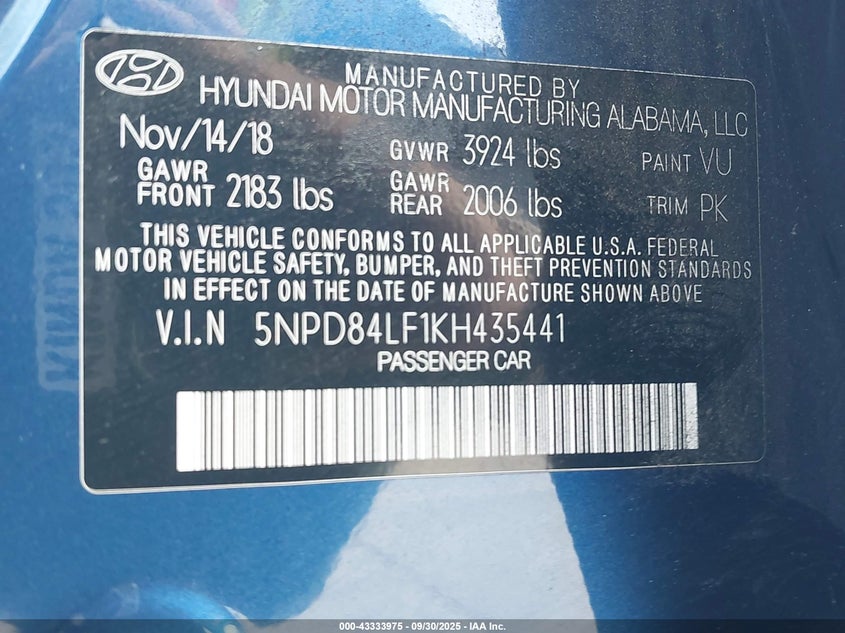 MANUFACTURED BY
HYUNDAI MOTOR MANUFACTURING ALABAMA, LLC
Nov/14/18 GVWR 3924 lbs PAINT VU
GAWR FRONT 2183 lbs GAWR REAR 2006 lbs TRIM PK
THIS VEHICLE CONFORMS TO ALL APPLICABLE U.S.A. FEDERAL
MOTOR VEHICLE SAFETY, BUMPER, AND THEFT PREVENTION STANDARDS
IN EFFECT ON THE DATE OF MANUFACTURE SHOWN ABOVE
V.I.N 5NPD84LF1KH435441
PASSENGER CAR
000-43333975 - 09/30/2025 - IAA Inc.